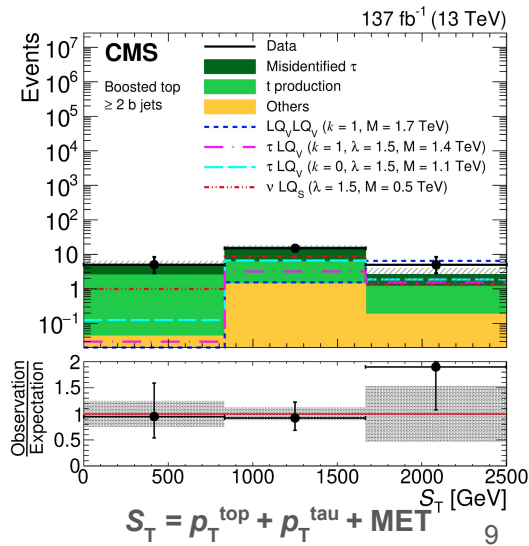 137 fb⁻¹ (13 TeV)
CMS
Boosted top
≥ 2 b jets
Data
Misidentified τ
t production
Others
LQ_V LQ_V (k = 1, M = 1.7 TeV)
τ LQ_V (k = 1, λ = 1.5, M = 1.4 TeV)
τ LQ_V (k = 0, λ = 1.5, M = 1.1 TeV)
ν LQ_S (λ = 1.5, M = 0.5 TeV)
Events
10⁷
10⁶
10⁵
10⁴
10³
10²
10
1
10⁻¹
Observation
Expectation
2
1.5
1
0.5
0
0 500 1000 1500 2000 2500
S_T [GeV]
S_T = p_T^top + p_T^tau + MET
9